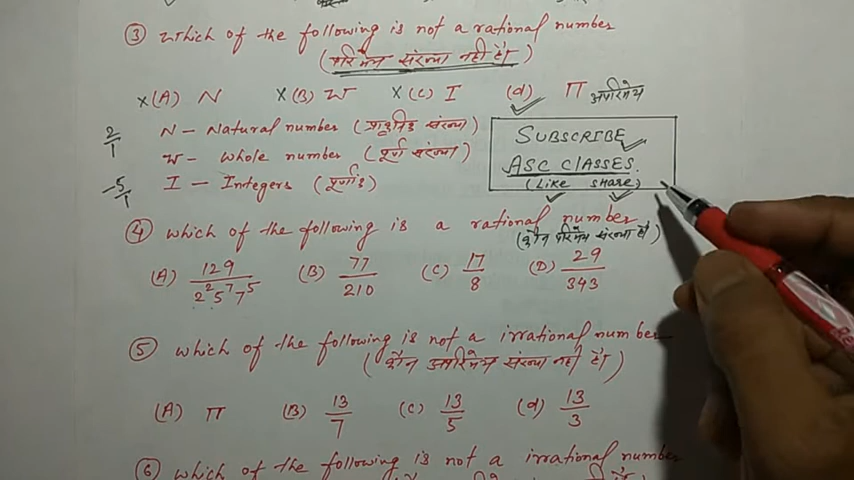 ③ Which of the following is not a rational number
(परिमेय संख्या नहीं है)
×(A) N ×(B) W ×(C) I (d) π अपरिमेय
2/1 N – Natural number (प्राकृतिक संख्या)
W – Whole number (पूर्ण संख्या)
-5/1 I – Integers (पूर्णांक)
SUBSCRIBE
ASC CLASSES.
(Like share)
④ which of the following is a rational number
(कौन परिमेय संख्या है)
(A) 129/2²5⁷7⁵ (B) 77/210 (C) 17/8 (D) 29/343
⑤ which of the following is not a irrational number
(कौन अपरिमेय संख्या नहीं है)
(A) π (B) 13/7 (C) 13/5 (d) 13/3
⑥ which of the following is not a irrational number